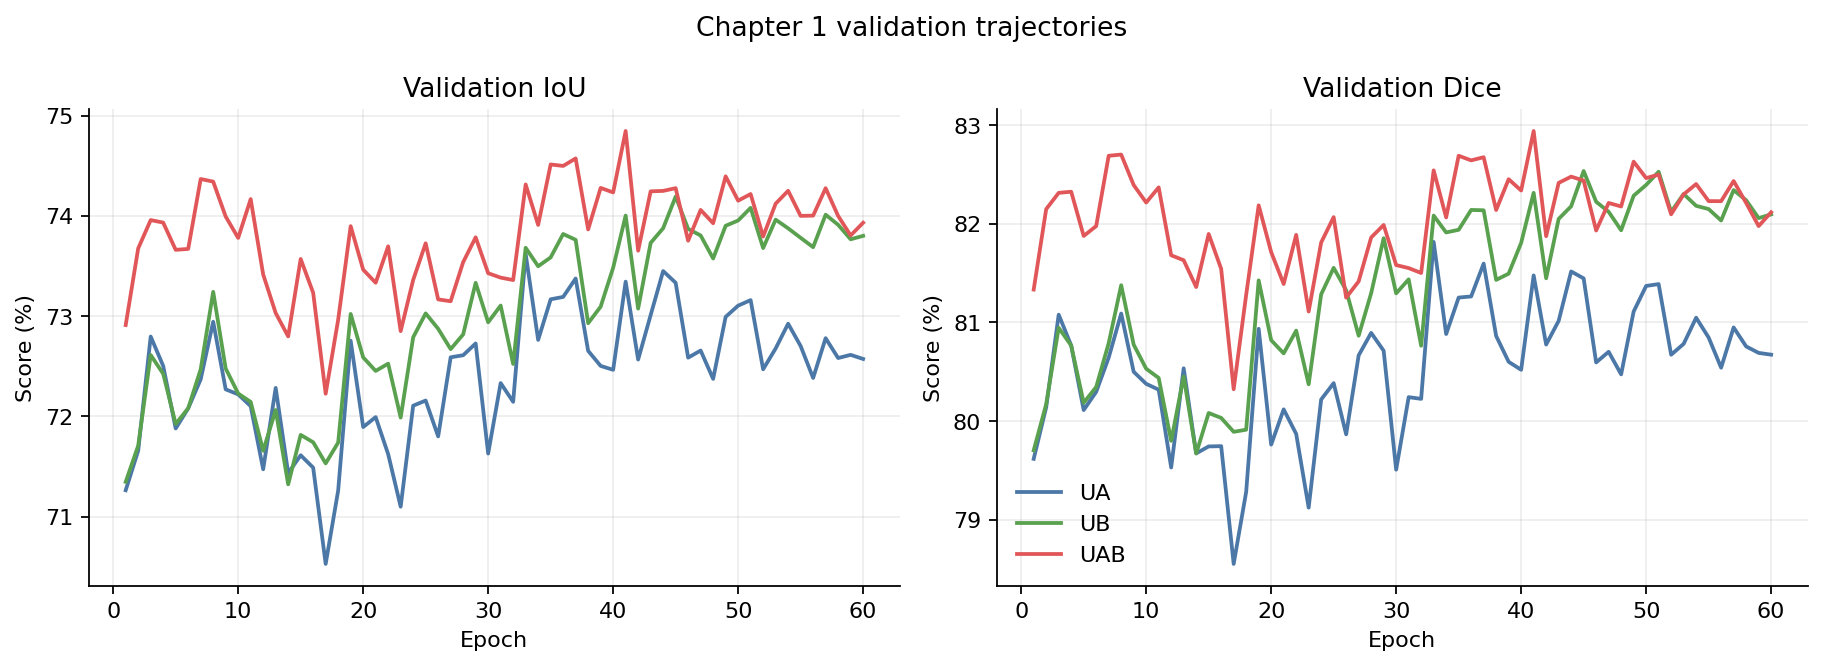 Chapter 1 validation trajectories
Validation IoU
75
74
73
72
71
Score (%)
0 10 20 30 40 50 60
Epoch
Validation Dice
83
82
81
80
79
Score (%)
UA
UB
UAB
0 10 20 30 40 50 60
Epoch